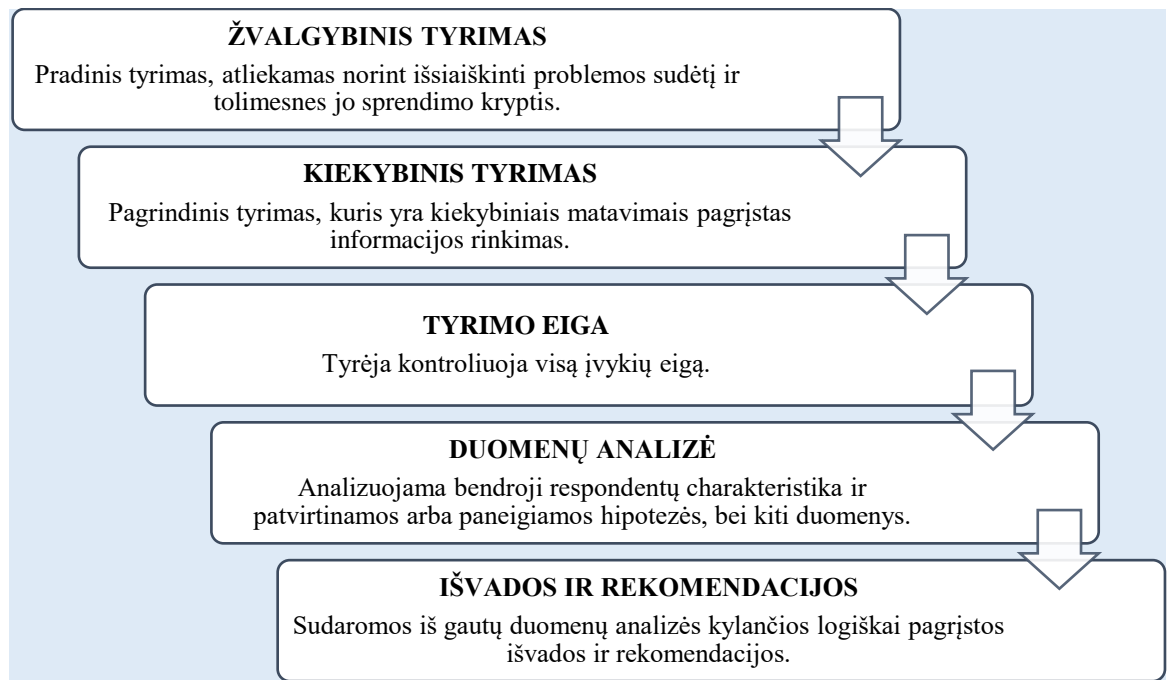 ŽVALGYBINIS TYRIMAS
Pradinis tyrimas, atliekamas norint išsiaiškinti problemos sudėtį ir
tolimesnes jo sprendimo kryptis.
KIEKYBINIS TYRIMAS
Pagrindinis tyrimas, kuris yra kiekybiniais matavimais pagrįstas
informacijos rinkimas.
TYRIMO EIGA
Tyrėja kontroliuoja visą įvykių eigą.
DUOMENŲ ANALIZĖ
Analizuojama bendroji respondentų charakteristika ir
patvirtinamos arba paneigiamos hipotezės, bei kiti duomenys.
IŠVADOS IR REKOMENDACIJOS
Sudaromos iš gautų duomenų analizės kylančios logiškai pagrįstos
išvados ir rekomendacijos.